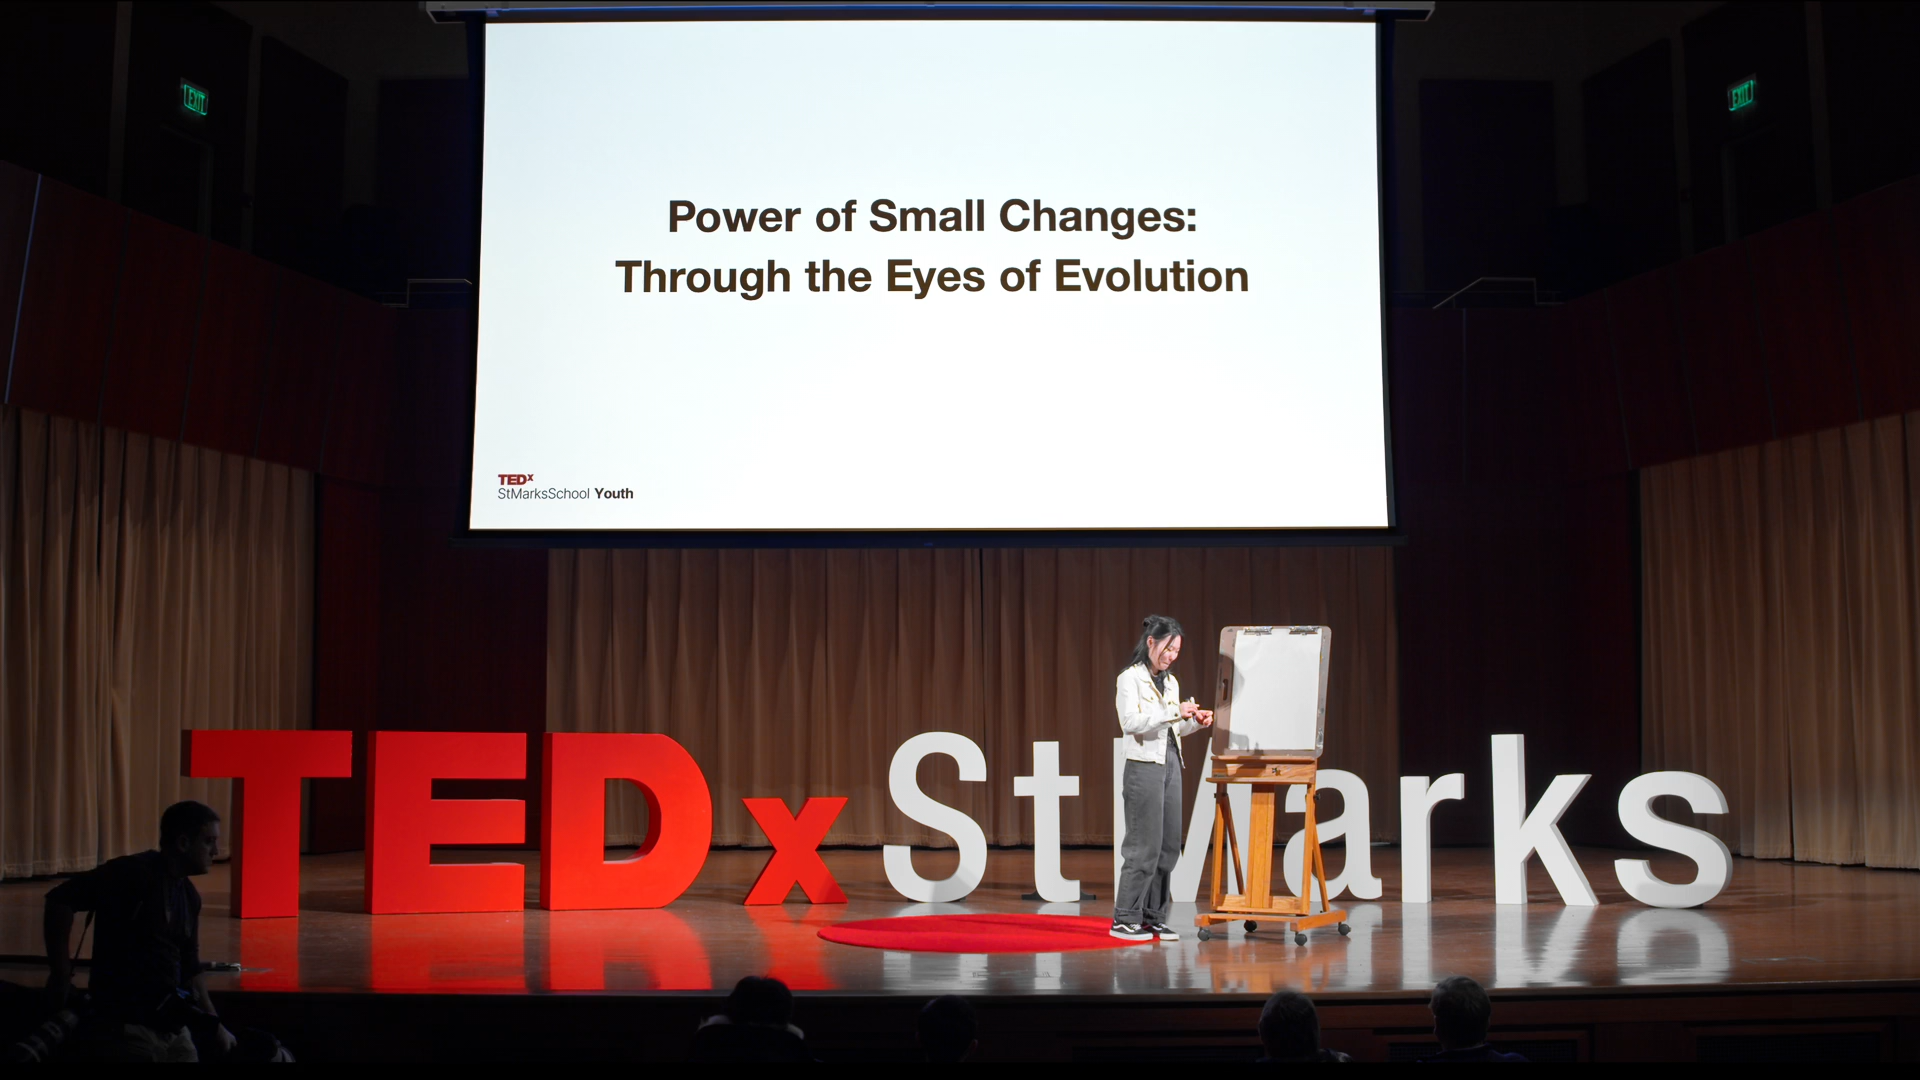 EXIT
EXIT
Power of Small Changes:
Through the Eyes of Evolution
TEDx
StMarksSchool Youth
TEDxStMarks